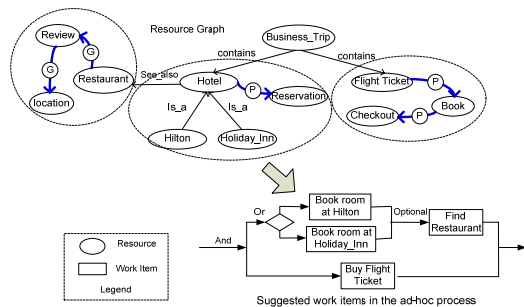 Resource Graph
Business_Trip
Review
contains
contains
G
G
Restaurant
See_also
Hotel
P
Reservation
Flight Ticket
P
Book
location
Is_a
Is_a
Checkout
P
Hilton
Holiday_Inn
Or
Book room
at Hilton
Optional
Find
Restaurant
Book room at
Holiday_Inn
And
Buy Flight
Ticket
Resource
Work Item
Legend
Suggested work items in the ad-hoc process